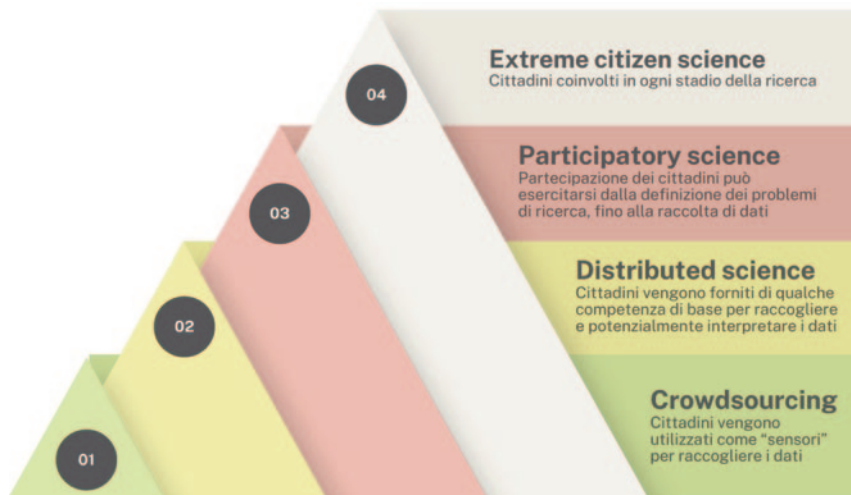 04
Extreme citizen science
Cittadini coinvolti in ogni stadio della ricerca
03
Participatory science
Partecipazione dei cittadini può
esercitarsi dalla definizione dei problemi
di ricerca, fino alla raccolta di dati
02
Distributed science
Cittadini vengono forniti di qualche
competenza di base per raccogliere
e potenzialmente interpretare i dati
01
Crowdsourcing
Cittadini vengono
utilizzati come “sensori”
per raccogliere i dati